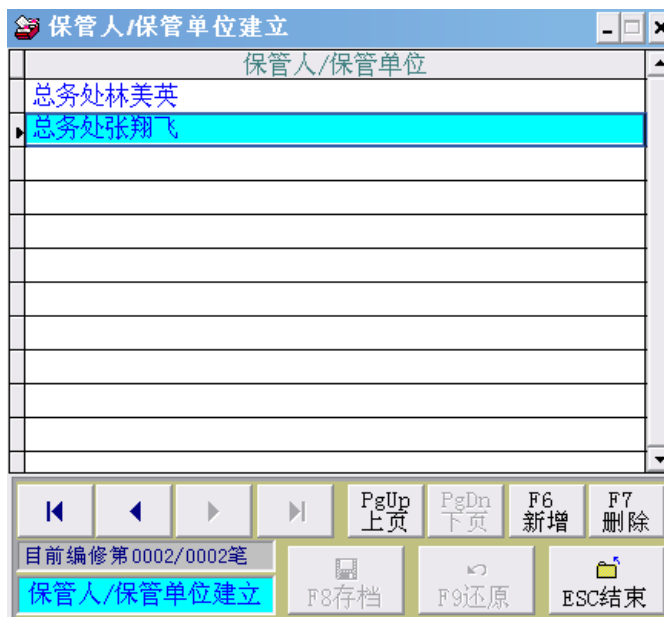 保管人/保管单位建立
保管人/保管单位
总务处林美英
总务处张翔飞
PgUp 上页
PgDn 下页
F6 新增
F7 删除
目前编修第0002/0002笔
保管人/保管单位建立
F8存档
F9还原
ESC结束